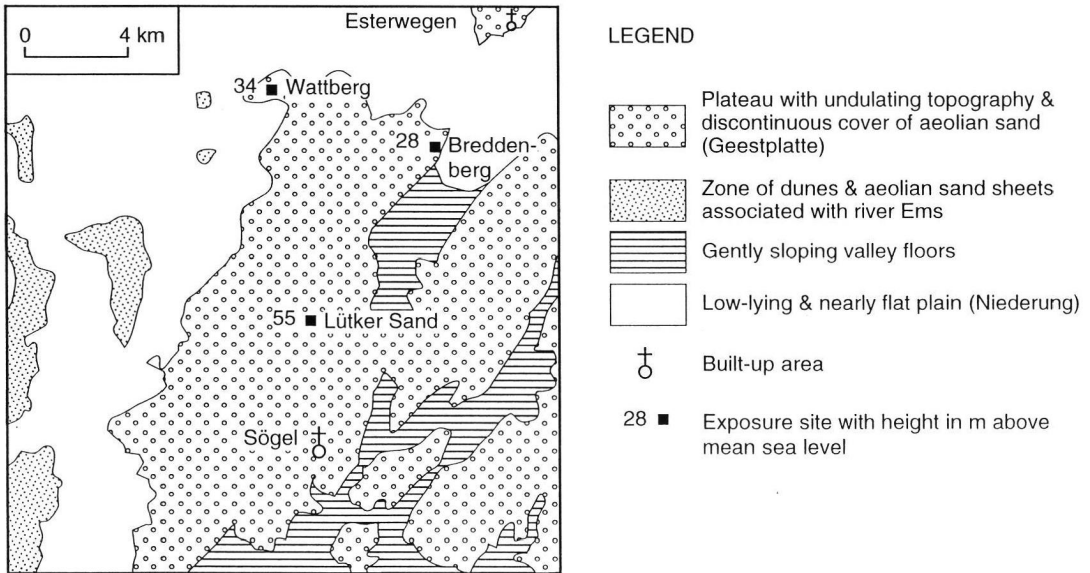 Esterwegen
0 4 km
34 Wattberg
28 Bredden-
berg
55 Lütker Sand
Sögel
LEGEND
Plateau with undulating topography &
discontinuous cover of aeolian sand
(Geestplatte)
Zone of dunes & aeolian sand sheets
associated with river Ems
Gently sloping valley floors
Low-lying & nearly flat plain (Niederung)
Built-up area
28 Exposure site with height in m above
mean sea level